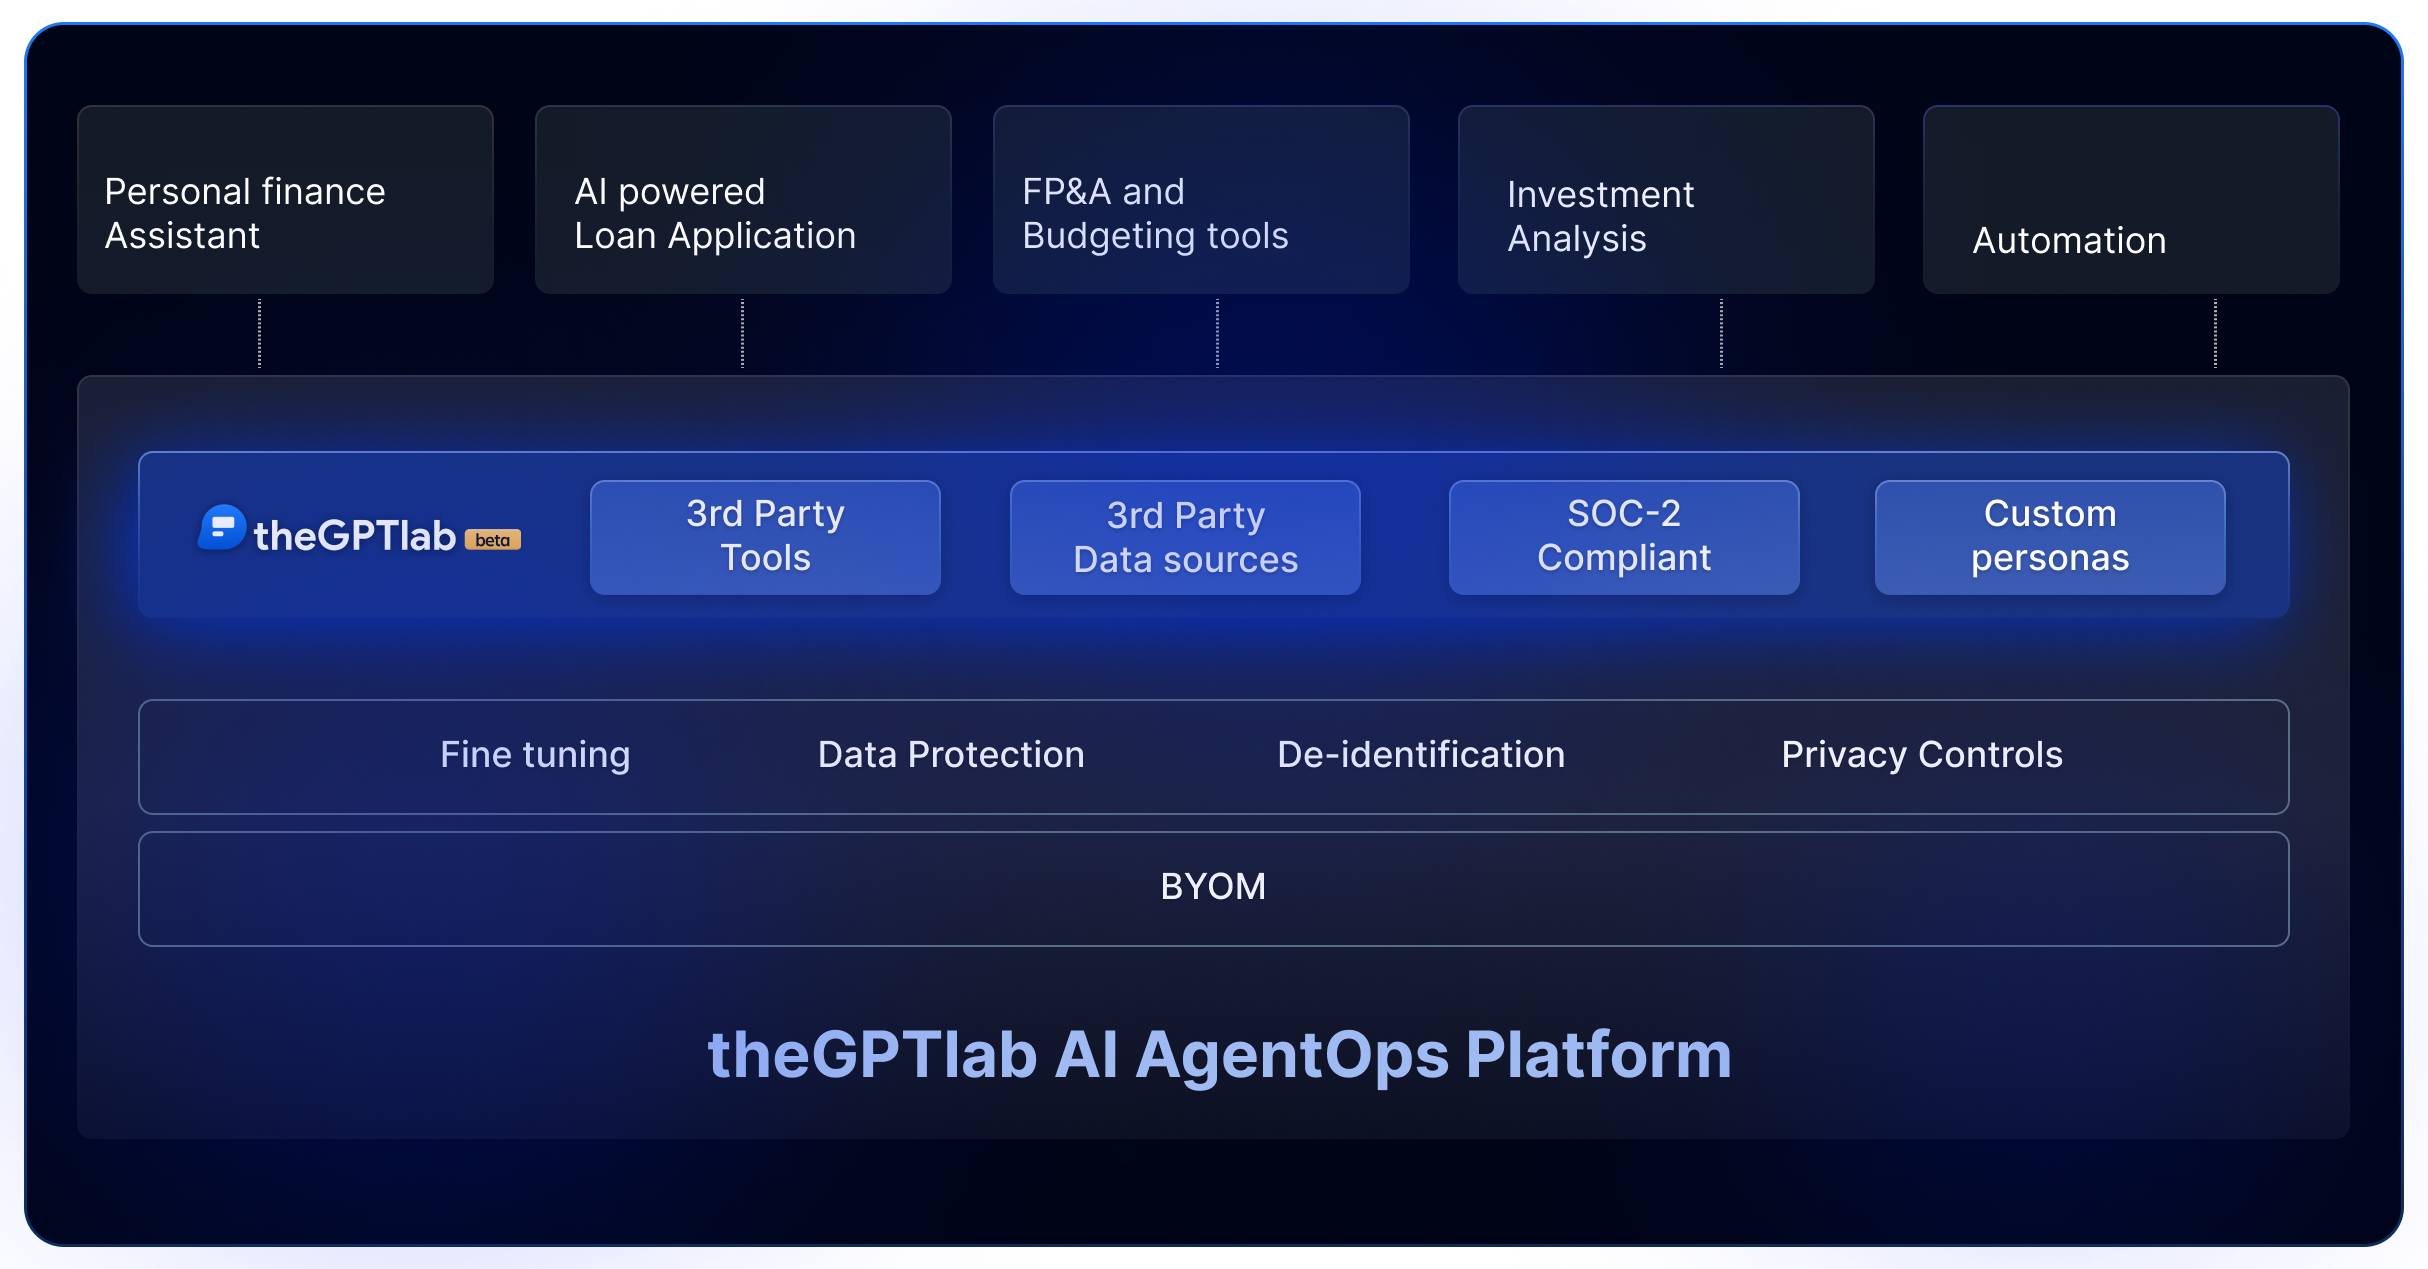 Personal finance
Assistant
AI powered
Loan Application
FP&A and
Budgeting tools
Investment
Analysis
Automation
theGPTlab beta
3rd Party
Tools
3rd Party
Data sources
SOC-2
Compliant
Custom
personas
Fine tuning
Data Protection
De-identification
Privacy Controls
BYOM
theGPTlab AI AgentOps Platform